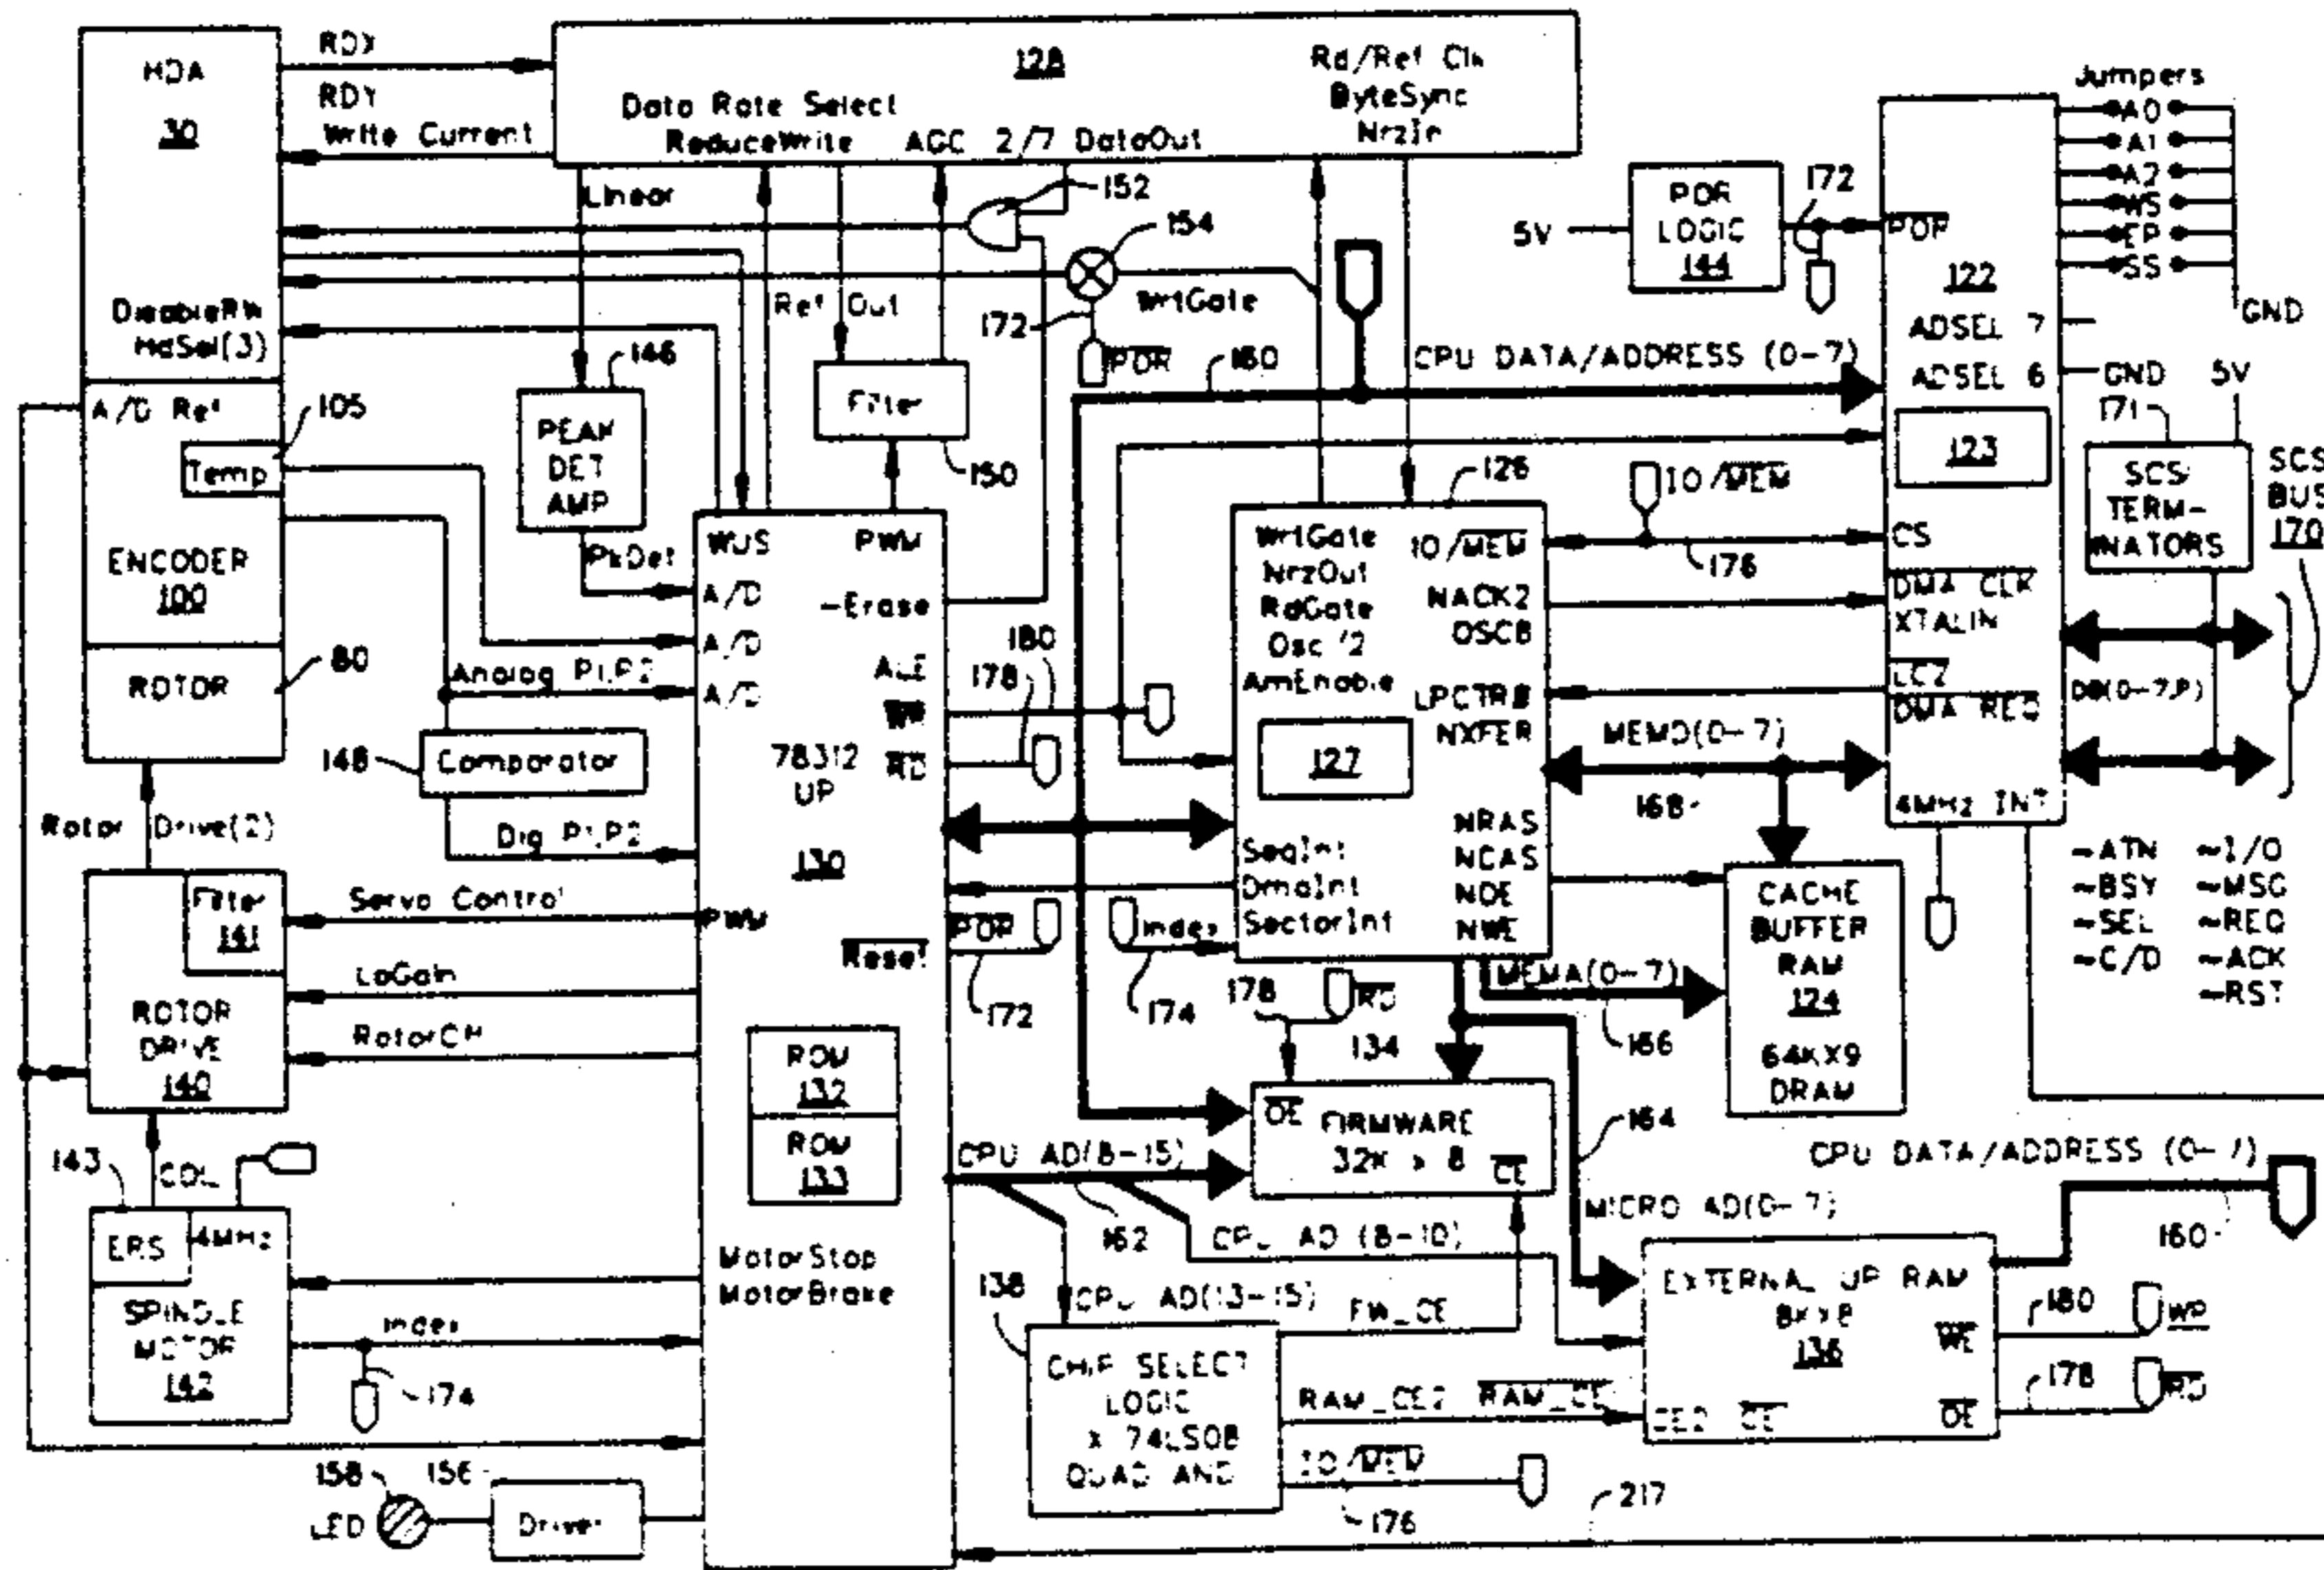 HDA
30
RDX
RDY
Write Current
128
Data Rate Select
ReduceWrite
AGC 2/7 DataOut
Rd/Ref Clk
ByteSync
NrzIn
Linear
152
154
WrtGate
Ref Out
172
POR
DisableRW
HdSel(3)
146
PEAK
DET
AMP
PkDet
Filter
150
160
CPU DATA/ADDRESS (0-7)
5V
POR
LOGIC
144
172
POR
122
ADSEL 7
ADSEL 6
123
Jumpers
A0
A1
A2
WS
EP
SS
GND
GND
5V
171
SCSI
TERM-
INATORS
SCS
BUS
170
A/D Ref
105
Temp
ENCODER
100
ROTOR
80
Analog P1,P2
148
Comparator
Dig P1,P2
Rotor Drive(2)
Filter
141
Servo Control
LoGain
RotorCH
ROTOR
DRIVE
140
143
COL
ERS
4MHz
SPINDLE
MOTOR
142
Index
174
158
LED
156
Driver
WUS
PWM
A/D
-Erase
A/D
ALE
A/D
WR
RD
180
178
78312
UP
130
PWM
Reset
POR
172
ROM
132
ROM
133
MotorStop
MotorBrake
126
WrtGate
NrzOut
RdGate
Osc/2
AmEnable
127
SeqInt
DmaInt
SectorInt
Index
174
IO/MEM
NACK2
OSCB
LPCTRB
NXFER
NRAS
NCAS
NOE
NWE
IO/MEM
176
CS
DMA CLK
XTALIN
LC2
DMA REQ
4MHz INT
MEMD(0-7)
168
DB(0-7,P)
CACHE
BUFFER
RAM
124
64KX9
DRAM
~ATN ~I/O
~BSY ~MSG
~SEL ~REQ
~C/D ~ACK
~RST
MEMA(0-7)
166
178
RD
134
OE
FIRMWARE
32K x 8
CE
164
CPU AD(8-15)
162
CPU AD (8-10)
MICRO AD(0-7)
CPU DATA/ADDRESS (0-7)
160
138
CPU AD(13-15)
FW_CE
CHIP SELECT
LOGIC
x 74LS08
QUAD AND
RAM_CE2 RAM_CE
IO/MEM
176
EXTERNAL UP RAM
8Kx8
136
WE
CE2 CE
OE
180
WR
178
RD
217